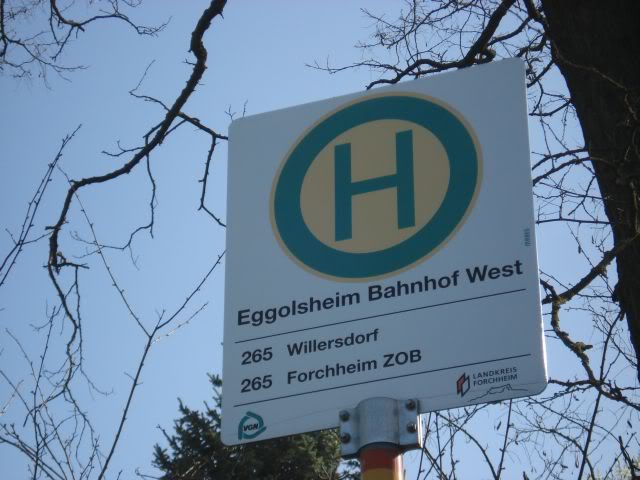 H
Eggolsheim Bahnhof West
265 Willersdorf
265 Forchheim ZOB
VGN
LANDKREIS
FORCHHEIM